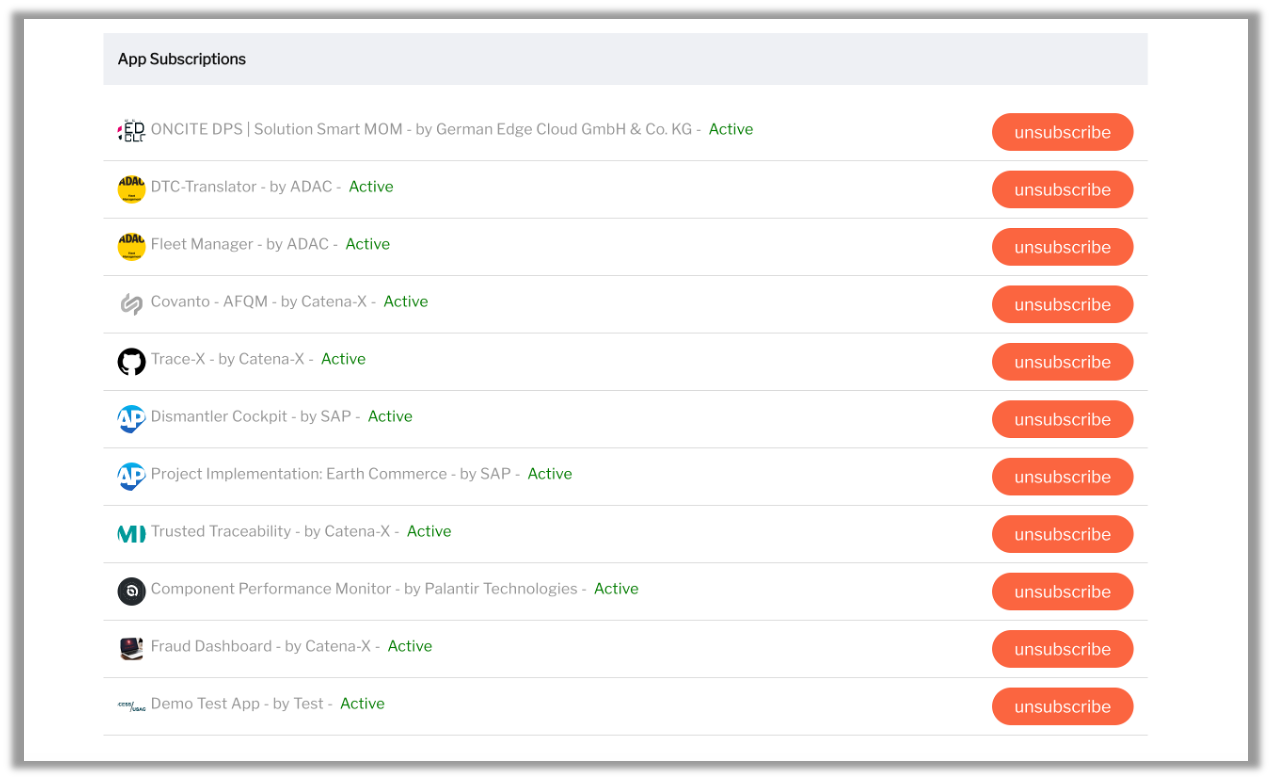 App Subscriptions
ONCITE DPS | Solution Smart MOM - by German Edge Cloud GmbH & Co. KG - Active
unsubscribe
ADAC
DTC-Translator - by ADAC - Active
unsubscribe
ADAC
Fleet Manager - by ADAC - Active
unsubscribe
Covanto - AFQM - by Catena-X - Active
unsubscribe
Trace-X - by Catena-X - Active
unsubscribe
AP
Dismantler Cockpit - by SAP - Active
unsubscribe
AP
Project Implementation: Earth Commerce - by SAP - Active
unsubscribe
Trusted Traceability - by Catena-X - Active
unsubscribe
Component Performance Monitor - by Palantir Technologies - Active
unsubscribe
Fraud Dashboard - by Catena-X - Active
unsubscribe
Demo Test App - by Test - Active
unsubscribe